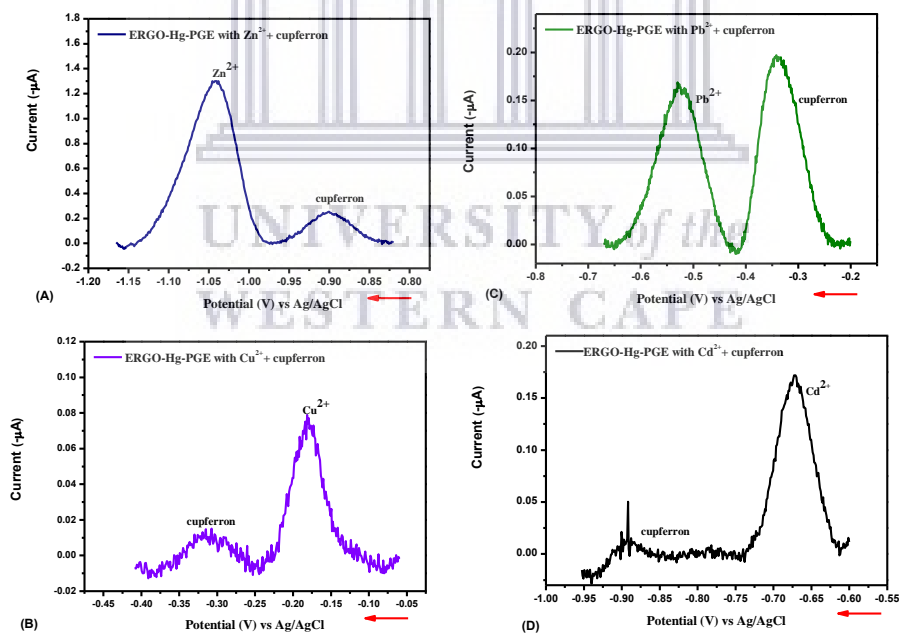 ERGO-Hg-PGE with Zn²⁺+ cupferron
Zn²⁺
cupferron
Current (-µA)
1.8
1.6
1.4
1.2
1.0
0.8
0.6
0.4
0.2
0.0
-0.2
-1.20 -1.15 -1.10 -1.05 -1.00 -0.95 -0.90 -0.85 -0.80
Potential (V) vs Ag/AgCl
(A)
ERGO-Hg-PGE with Pb²⁺+ cupferron
Pb²⁺
cupferron
Current (-µA)
0.20
0.15
0.10
0.05
0.00
-0.8 -0.7 -0.6 -0.5 -0.4 -0.3 -0.2
Potential (V) vs Ag/AgCl
(C)
UNIVERSITY of the
WESTERN CAPE
ERGO-Hg-PGE with Cu²⁺+ cupferron
Cu²⁺
cupferron
Current (-µA)
0.12
0.10
0.08
0.06
0.04
0.02
0.00
-0.02
-0.45 -0.40 -0.35 -0.30 -0.25 -0.20 -0.15 -0.10 -0.05
Potential (V) vs Ag/AgCl
(B)
ERGO-Hg-PGE with Cd²⁺+ cupferron
Cd²⁺
cupferron
Current (-µA)
0.20
0.15
0.10
0.05
0.00
-1.00 -0.95 -0.90 -0.85 -0.80 -0.75 -0.70 -0.65 -0.60 -0.55
Potential (V) vs Ag/AgCl
(D)